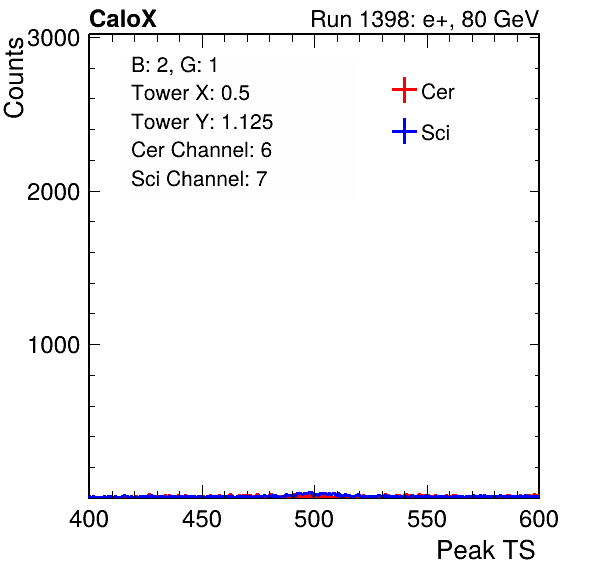 CaloX Run 1398: e+, 80 GeV
Counts
3000
2000
1000
B: 2, G: 1
Tower X: 0.5
Tower Y: 1.125
Cer Channel: 6
Sci Channel: 7
Cer
Sci
400 450 500 550 600
Peak TS